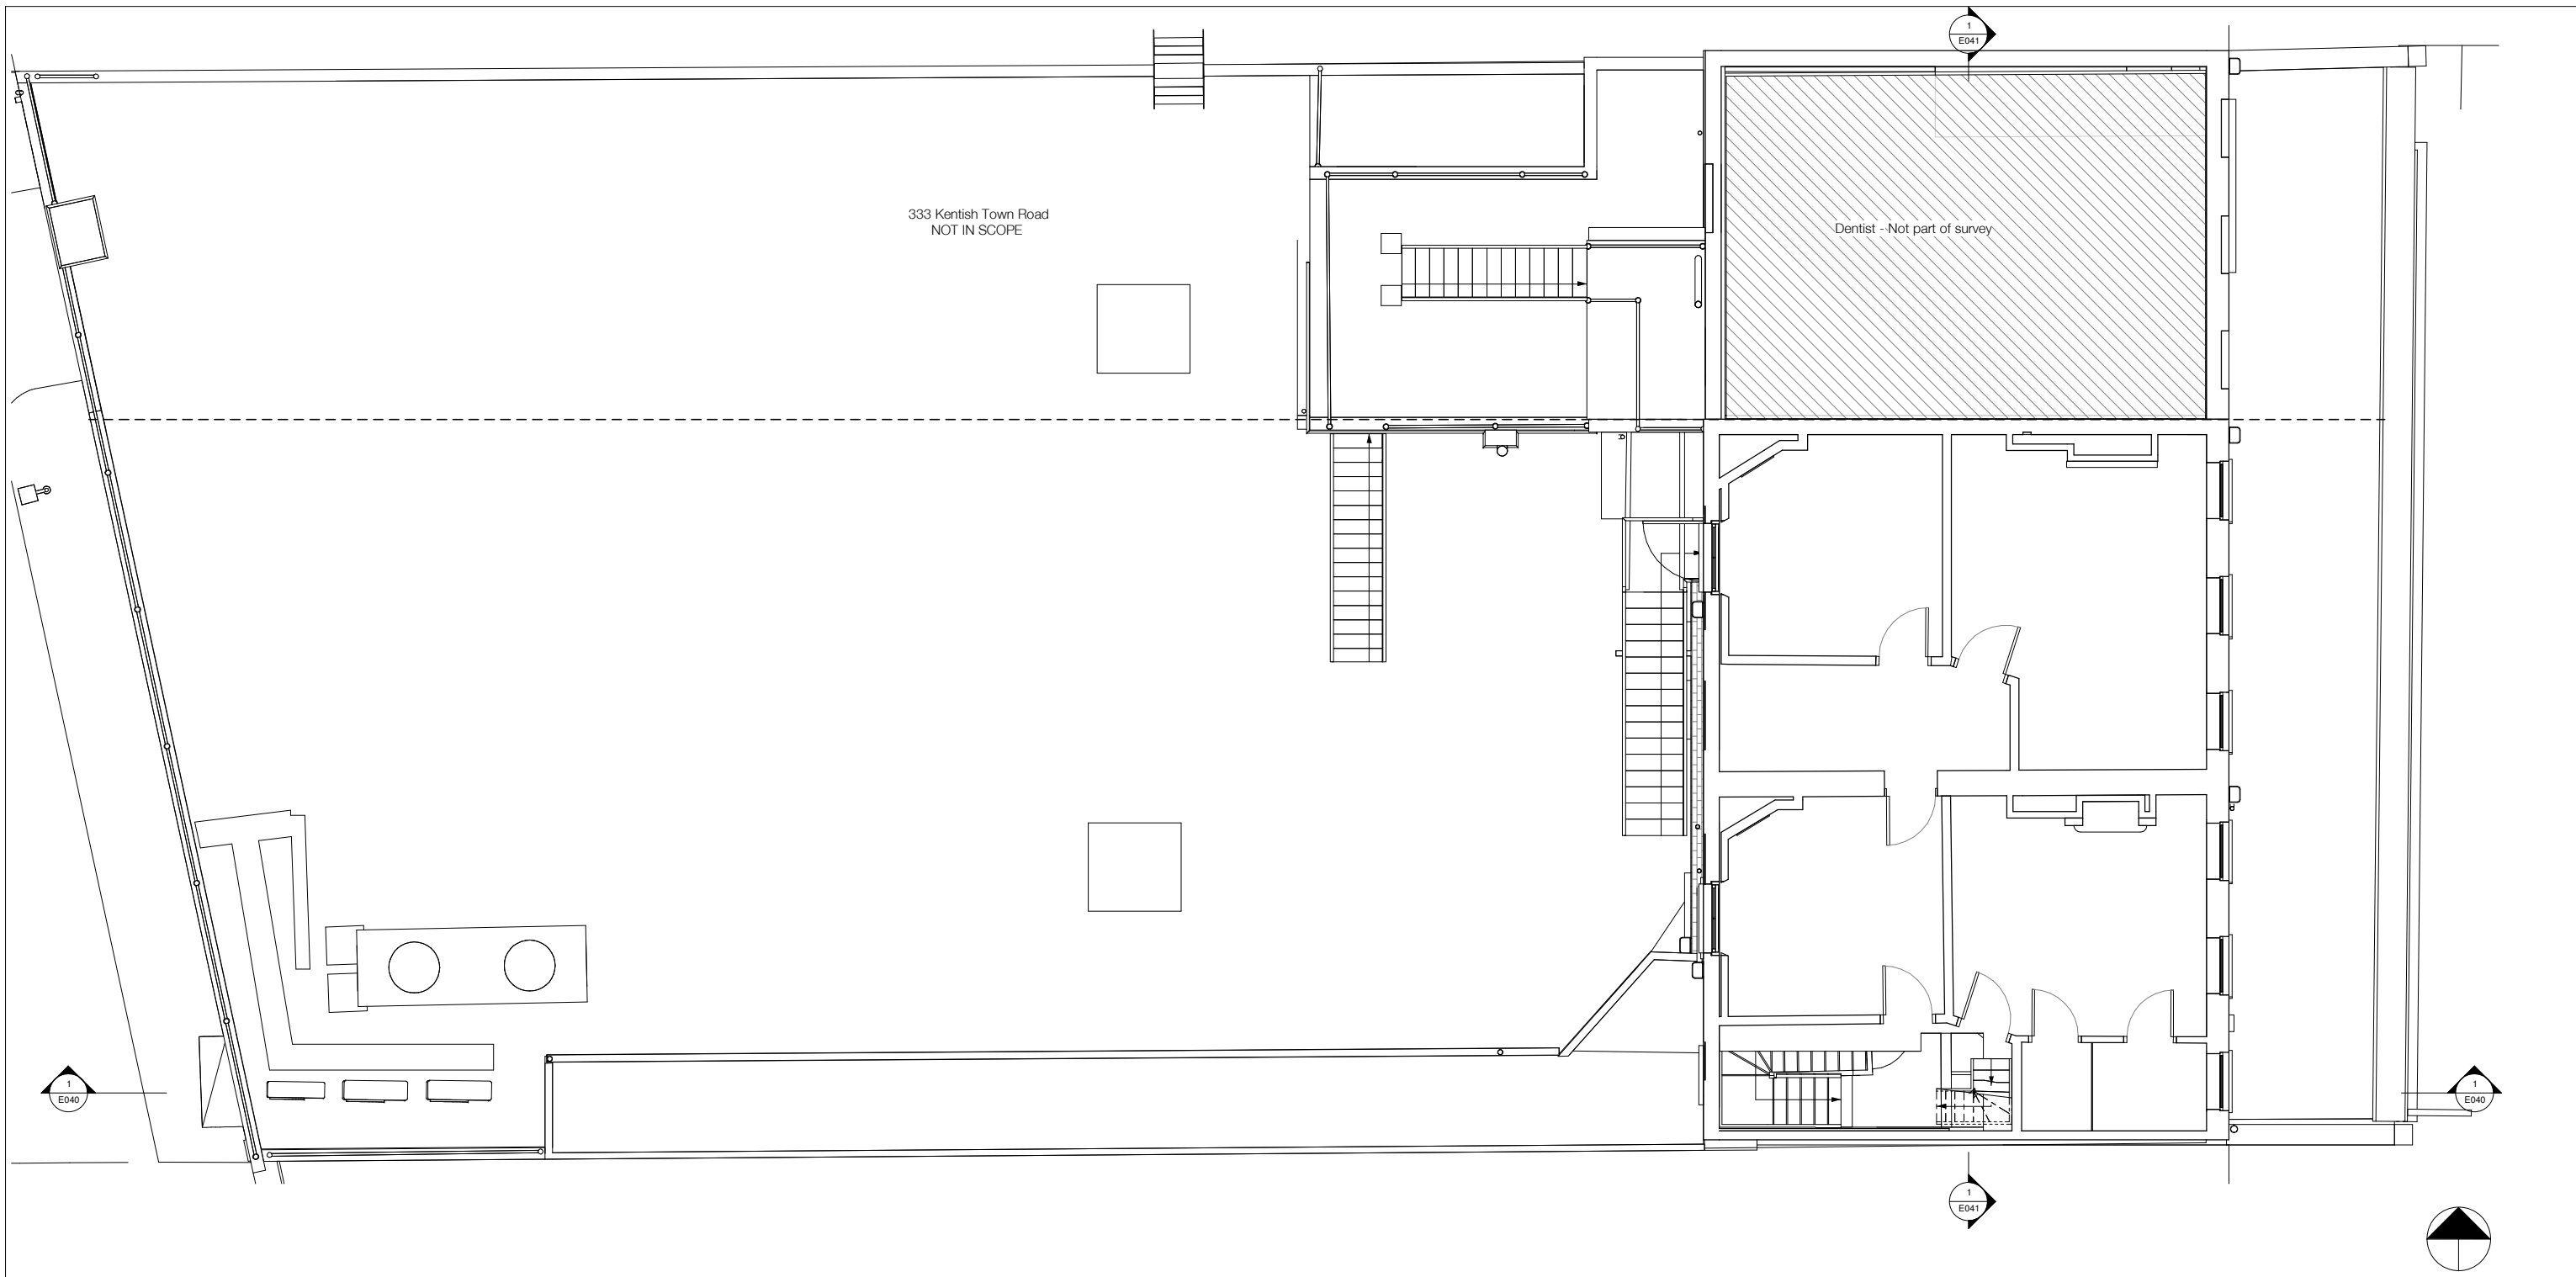 1
E041
333 Kentish Town Road
NOT IN SCOPE
Dentist - Not part of survey
1
E040
1
E040
1
E041